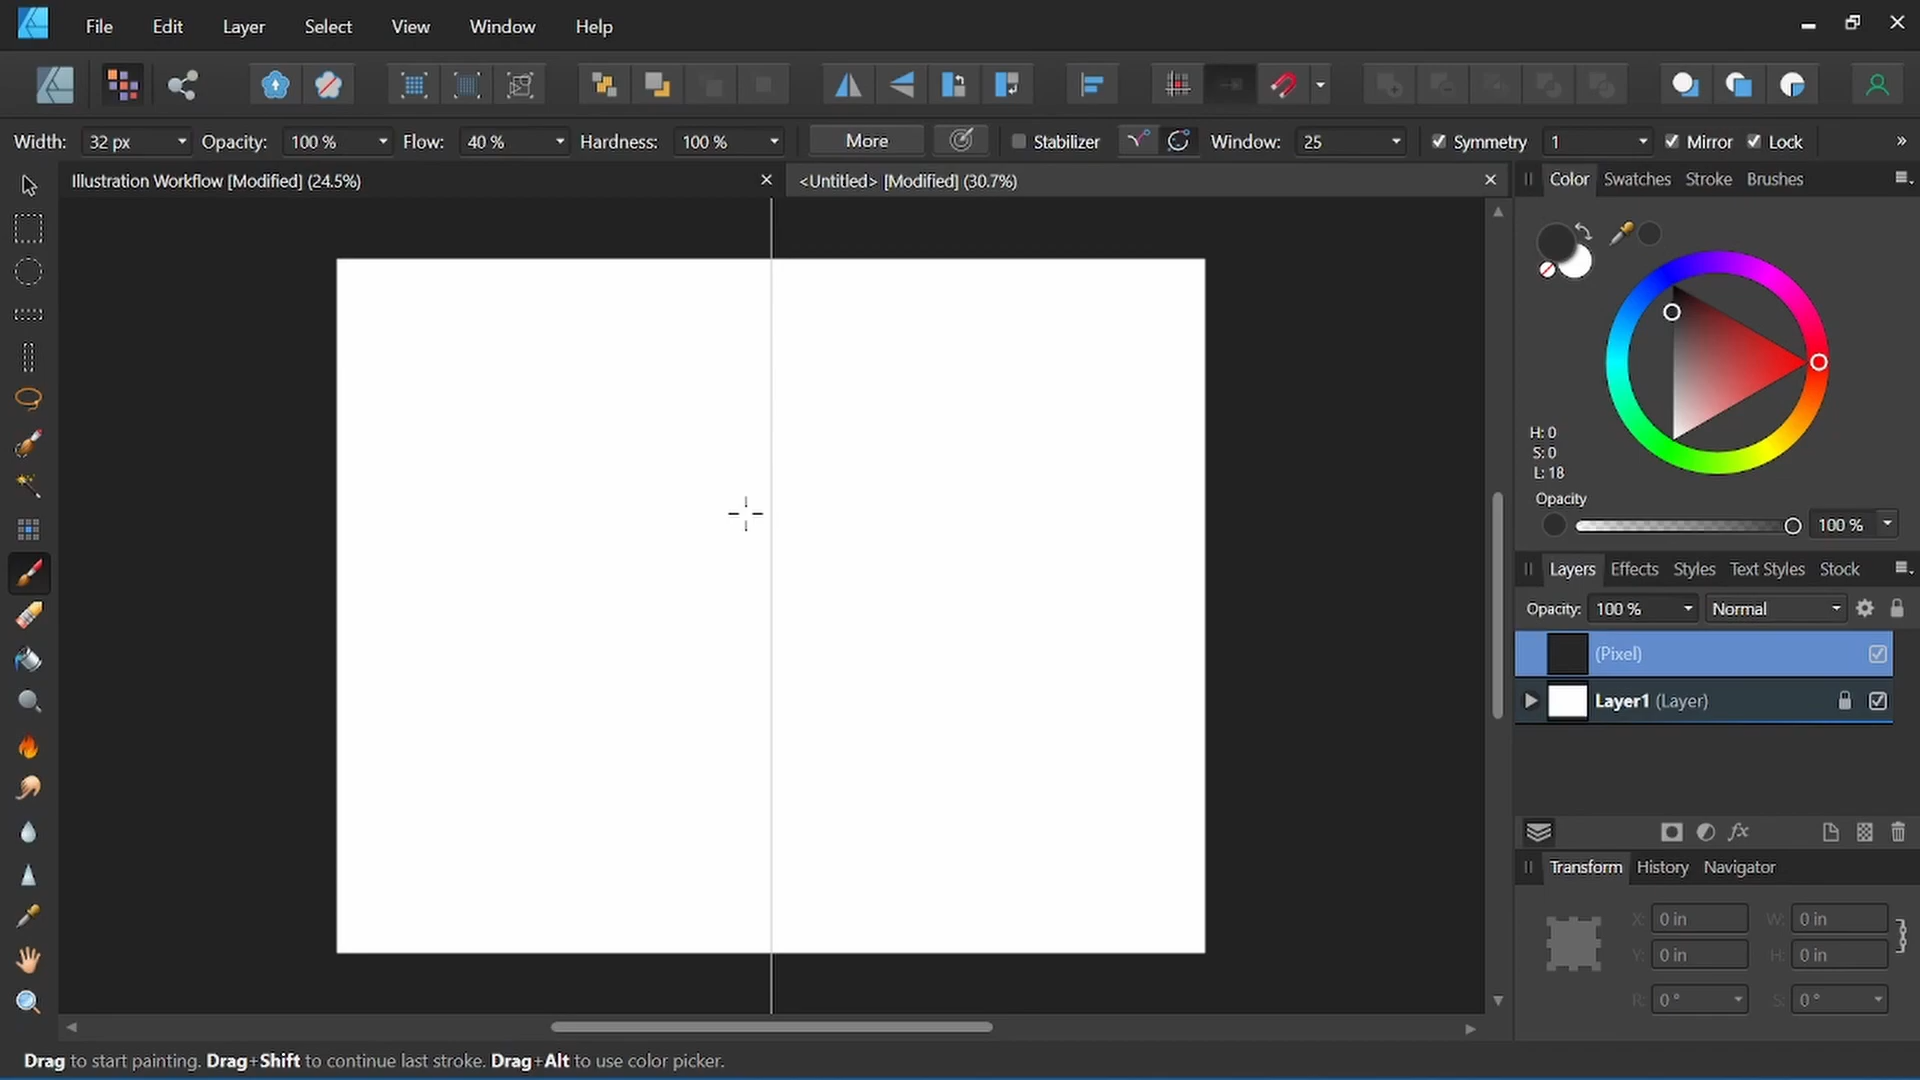 File Edit Layer Select View Window Help
Width: 32 px Opacity: 100 % Flow: 40 % Hardness: 100 % More Stabilizer Window: 25 Symmetry 1 Mirror Lock »
Illustration Workflow [Modified] (24.5%)
<Untitled> [Modified] (30.7%)
Color Swatches Stroke Brushes
H: 0
S: 0
L: 18
Opacity
100 %
Layers Effects Styles Text Styles Stock
Opacity: 100 % Normal
(Pixel)
Layer1 (Layer)
Transform History Navigator
X: 0 in W: 0 in
Y: 0 in H: 0 in
R: 0 ° S: 0 °
Drag to start painting. Drag+Shift to continue last stroke. Drag+Alt to use color picker.